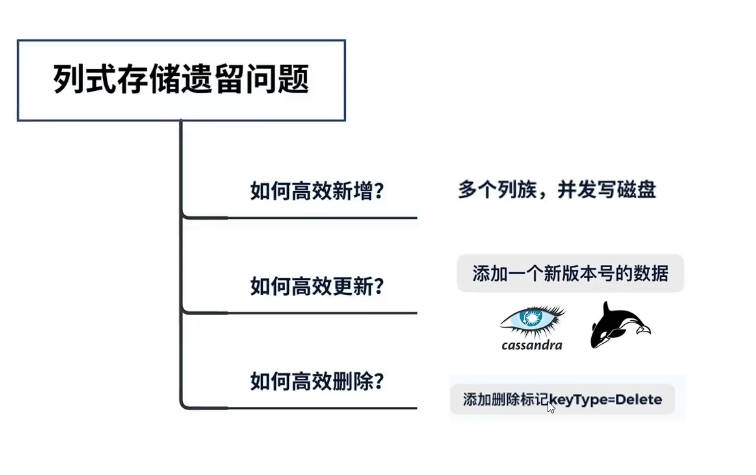 列式存储遗留问题
如何高效新增？
多个列族，并发写磁盘
如何高效更新？
添加一个新版本号的数据
cassandra
如何高效删除？
添加删除标记keyType=Delete